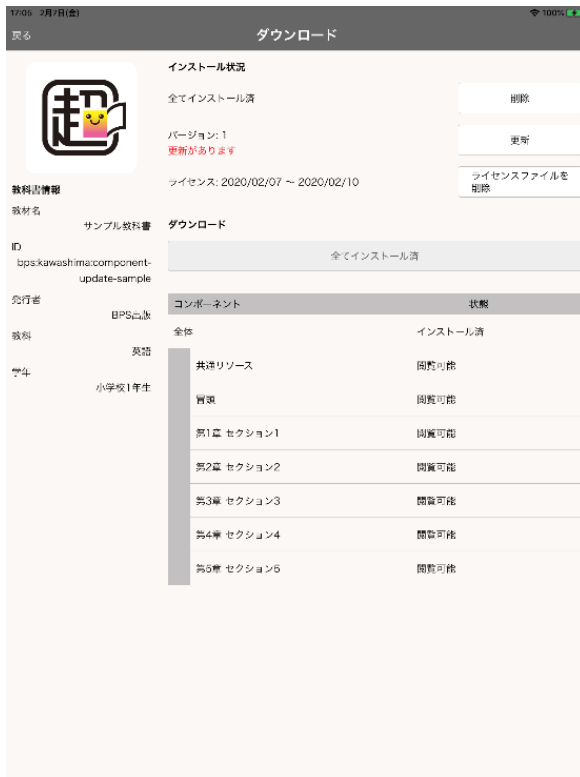 17:05 2月7日(金) 100%
戻る ダウンロード
超
インストール状況
全てインストール済 削除
バージョン: 1 更新
更新があります
ライセンス: 2020/02/07 ～ 2020/02/10 ライセンスファイルを
削除
教科書情報
教材名
サンプル教科書
ID
bps:kawashima:component-
update-sample
発行者
BPS出版
教科
英語
学年
小学校1年生
ダウンロード
全てインストール済
コンポーネント 状態
全体 インストール済
共通リソース 閲覧可能
冒頭 閲覧可能
第1章 セクション1 閲覧可能
第2章 セクション2 閲覧可能
第3章 セクション3 閲覧可能
第4章 セクション4 閲覧可能
第5章 セクション5 閲覧可能